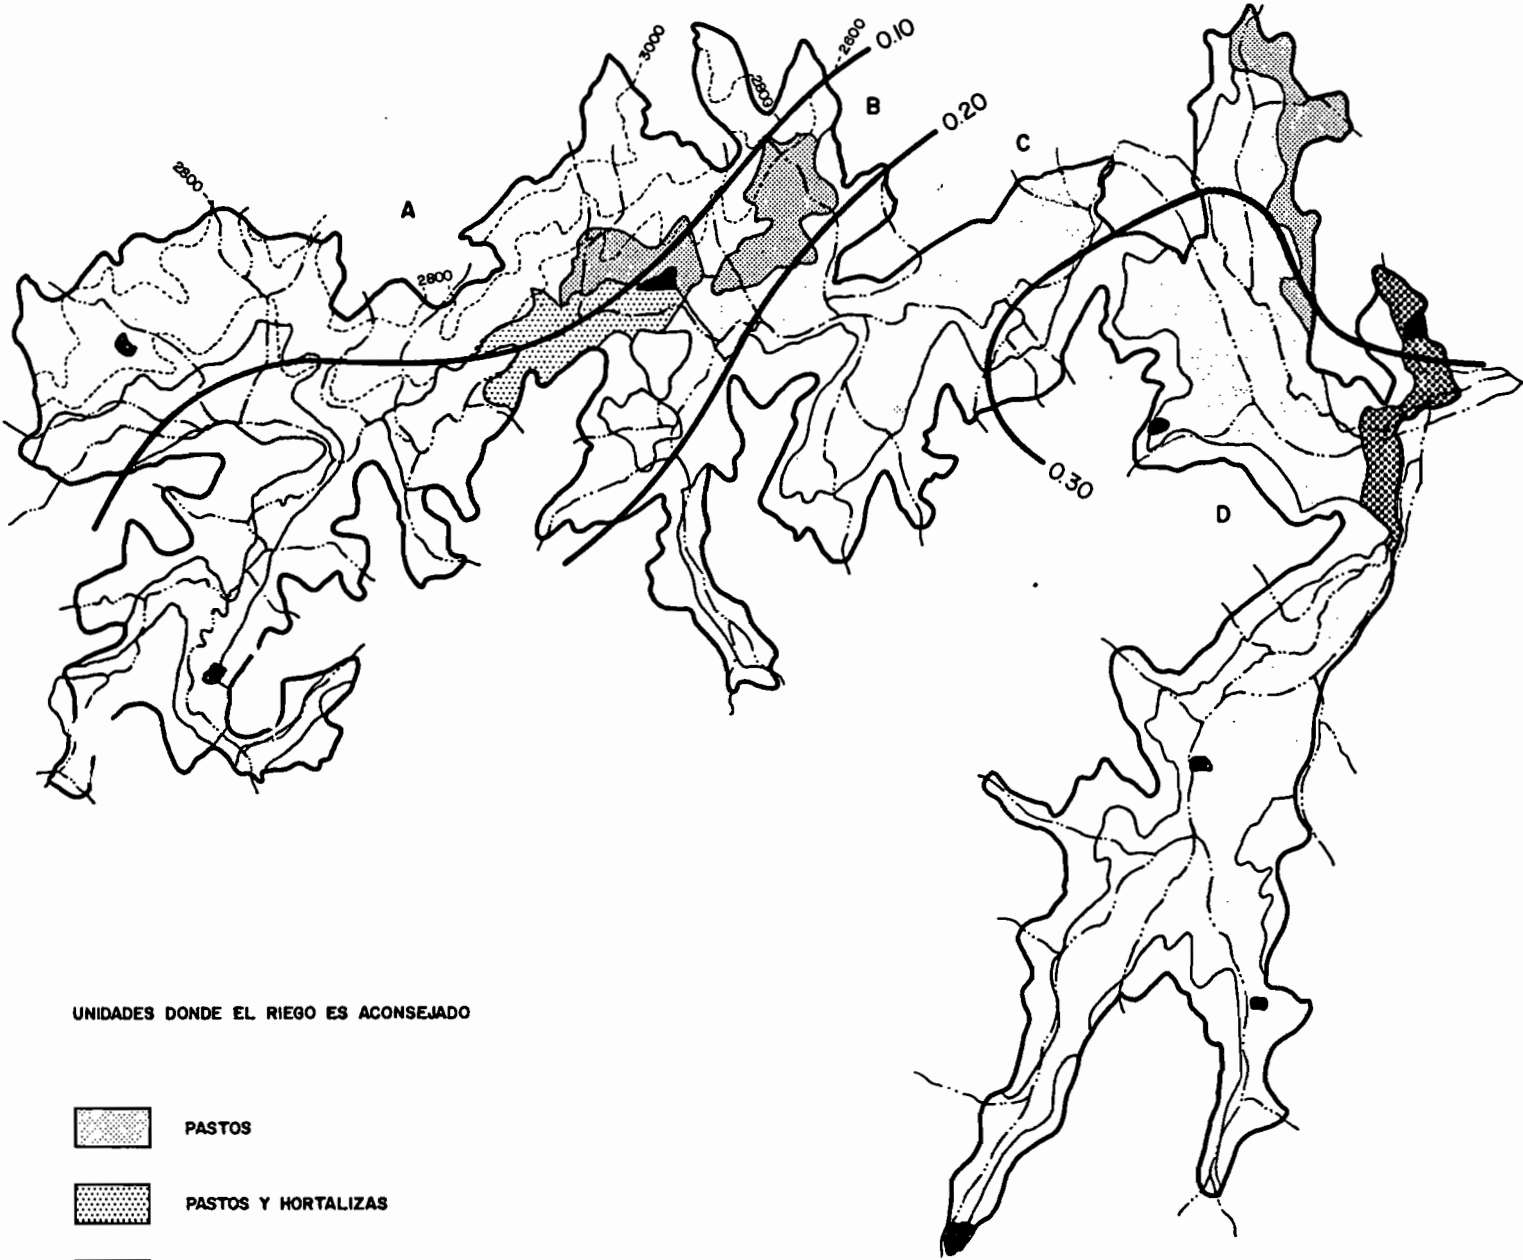 3000
2600
0.10
2800
B
0.20
C
2800
A
2800
0.30
D
UNIDADES DONDE EL RIEGO ES ACONSEJADO
PASTOS
PASTOS Y HORTALIZAS